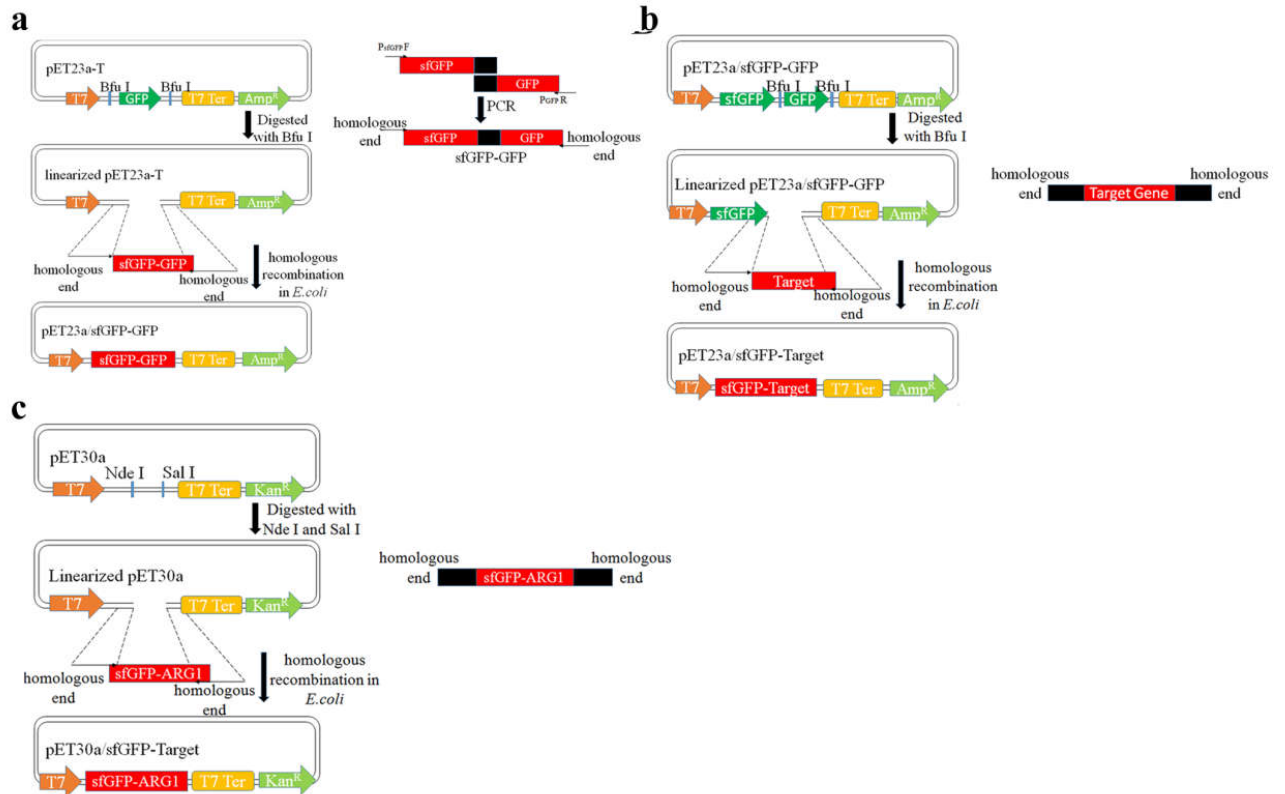 a
pET23a-T
Bfu I Bfu I
T7 GFP T7 Ter Amp^R
Digested
with Bfu I
linearized pET23a-T
T7 T7 Ter Amp^R
sfGFP-GFP
homologous
end
homologous
end
homologous
recombination
in E.coli
pET23a/sfGFP-GFP
T7 sfGFP-GFP T7 Ter Amp^R
PsfGFP F
sfGFP
GFP
PGFP R
PCR
homologous
end
sfGFP GFP
homologous
end
sfGFP-GFP
b
pET23a/sfGFP-GFP
Bfu I Bfu I
T7 sfGFP GFP T7 Ter Amp^R
Digested
with Bfu I
Linearized pET23a/sfGFP-GFP
T7 sfGFP T7 Ter Amp^R
Target
homologous
end
homologous
end
homologous
recombination
in E.coli
pET23a/sfGFP-Target
T7 sfGFP-Target T7 Ter Amp^R
homologous
end
Target Gene
homologous
end
c
pET30a
Nde I Sal I
T7 T7 Ter Kan^R
Digested with
Nde I and Sal I
Linearized pET30a
T7 T7 Ter Kan^R
sfGFP-ARG1
homologous
end
homologous
end
homologous
recombination in
E.coli
pET30a/sfGFP-Target
T7 sfGFP-ARG1 T7 Ter Kan^R
homologous
end
sfGFP-ARG1
homologous
end